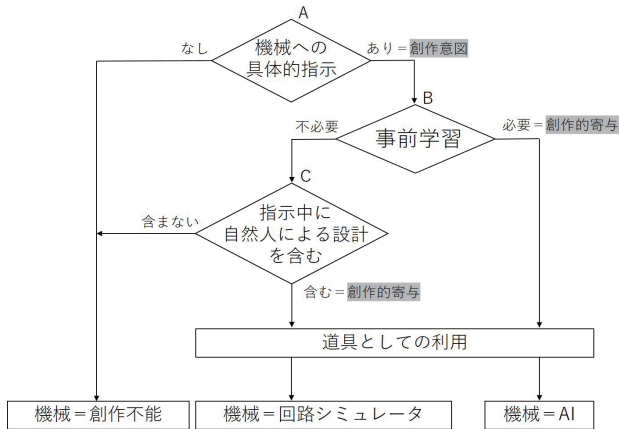 A
なし
機械への
具体的指示
あり＝創作意図
B
不必要
事前学習
必要＝創作的寄与
C
含まない
指示中に
自然人による設計
を含む
含む＝創作的寄与
道具としての利用
機械＝創作不能
機械＝回路シミュレータ
機械＝AI